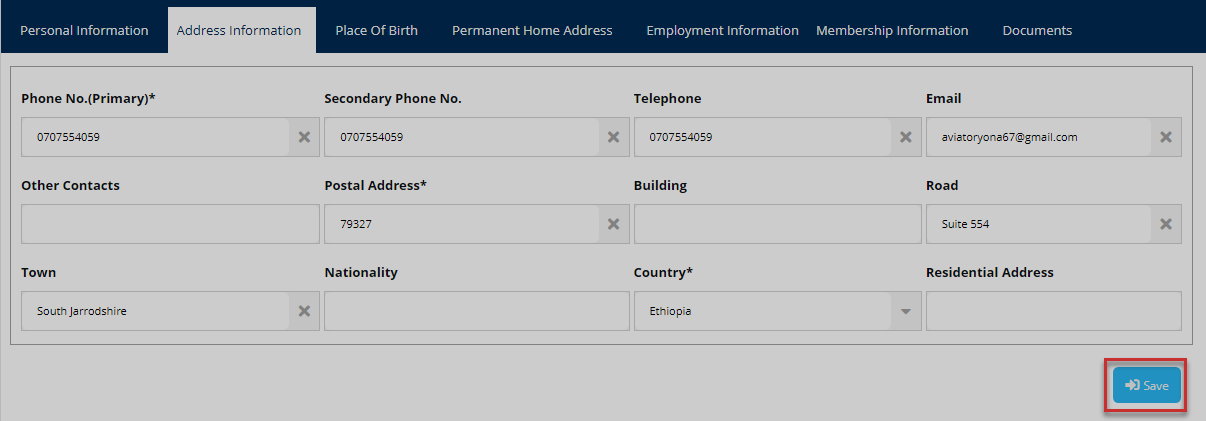 Personal Information Address Information Place Of Birth Permanent Home Address Employment Information Membership Information Documents
Phone No.(Primary)* Secondary Phone No. Telephone Email
0707554059 0707554059 0707554059 aviatoryona67@gmail.com
Other Contacts Postal Address* Building Road
79327 Suite 554
Town Nationality Country* Residential Address
South Jarrodshire Ethiopia
Save